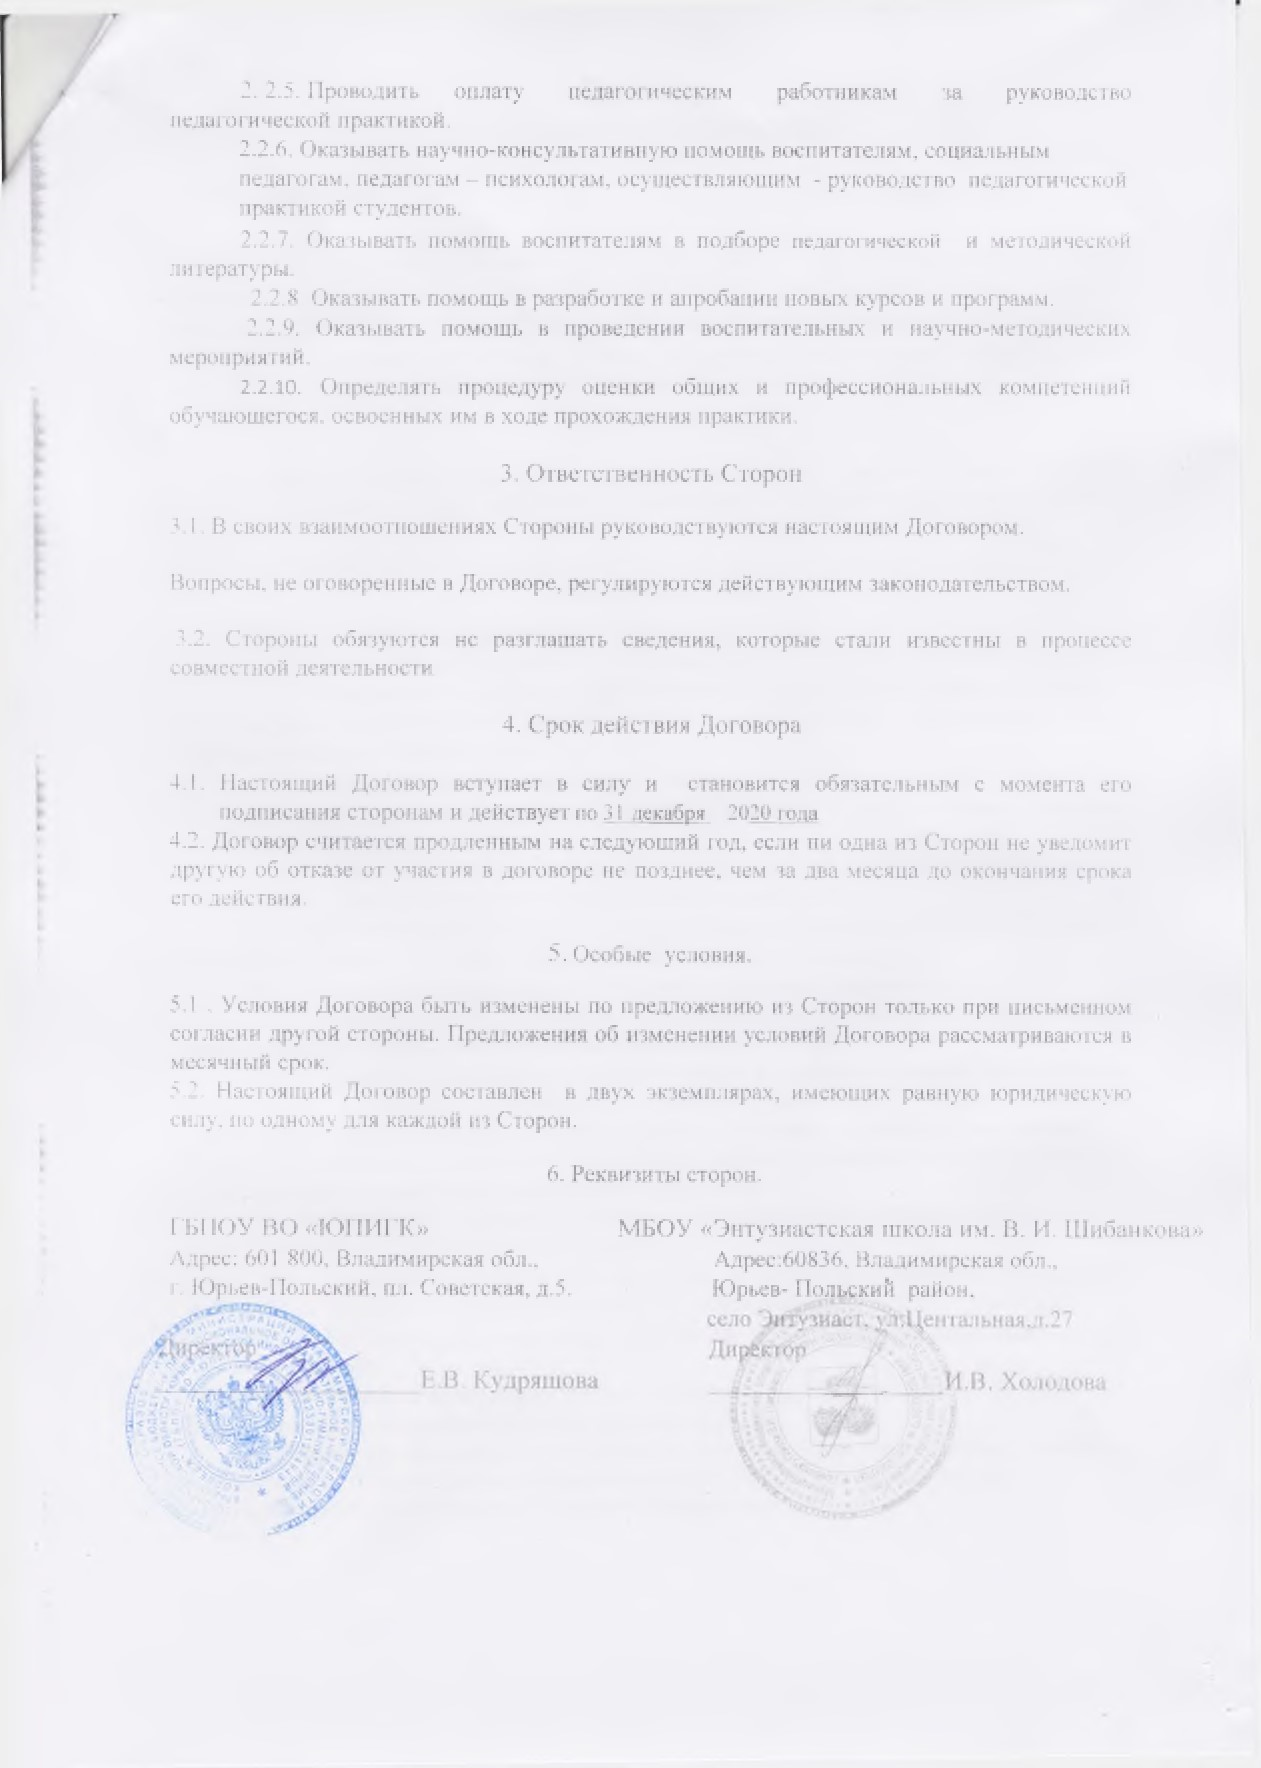 2. 2.5. Проводить оплату педагогическим работникам за руководство
педагогической практикой.
2.2.6. Оказывать научно-консультативную помощь воспитателям, социальным
педагогам, педагогам – психологам, осуществляющим - руководство педагогической
практикой студентов.
2.2.7. Оказывать помощь воспитателям в подборе педагогической и методической
литературы.
2.2.8 Оказывать помощь в разработке и апробации новых курсов и программ.
2.2.9. Оказывать помощь в проведении воспитательных и научно-методических
мероприятий.
2.2.10. Определять процедуру оценки общих и профессиональных компетенций
обучающегося, освоенных им в ходе прохождения практики.
3. Ответственность Сторон
3.1. В своих взаимоотношениях Стороны руководствуются настоящим Договором.
Вопросы, не оговоренные в Договоре, регулируются действующим законодательством.
3.2. Стороны обязуются не разглашать сведения, которые стали известны в процессе
совместной деятельности
4. Срок действия Договора
4.1. Настоящий Договор вступает в силу и становится обязательным с момента его
подписания сторонам и действует по 31 декабря 2020 года
4.2. Договор считается продленным на следующий год, если ни одна из Сторон не уведомит
другую об отказе от участия в договоре не позднее, чем за два месяца до окончания срока
его действия.
5. Особые условия.
5.1 . Условия Договора быть изменены по предложению из Сторон только при письменном
согласии другой стороны. Предложения об изменении условий Договора рассматриваются в
месячный срок.
5.2. Настоящий Договор составлен в двух экземплярах, имеющих равную юридическую
силу, по одному для каждой из Сторон.
6. Реквизиты сторон.
ГБПОУ ВО «ЮПИГК» МБОУ «Энтузиастская школа им. В. И. Шибанкова»
Адрес: 601 800, Владимирская обл., Адрес:60836, Владимирская обл.,
г. Юрьев-Польский, пл. Советская, д.5. Юрьев- Польский район,
село Энтузиаст, ул.Центальная,д.27
Директор Директор
Е.В. Кудряшова И.В. Холодова